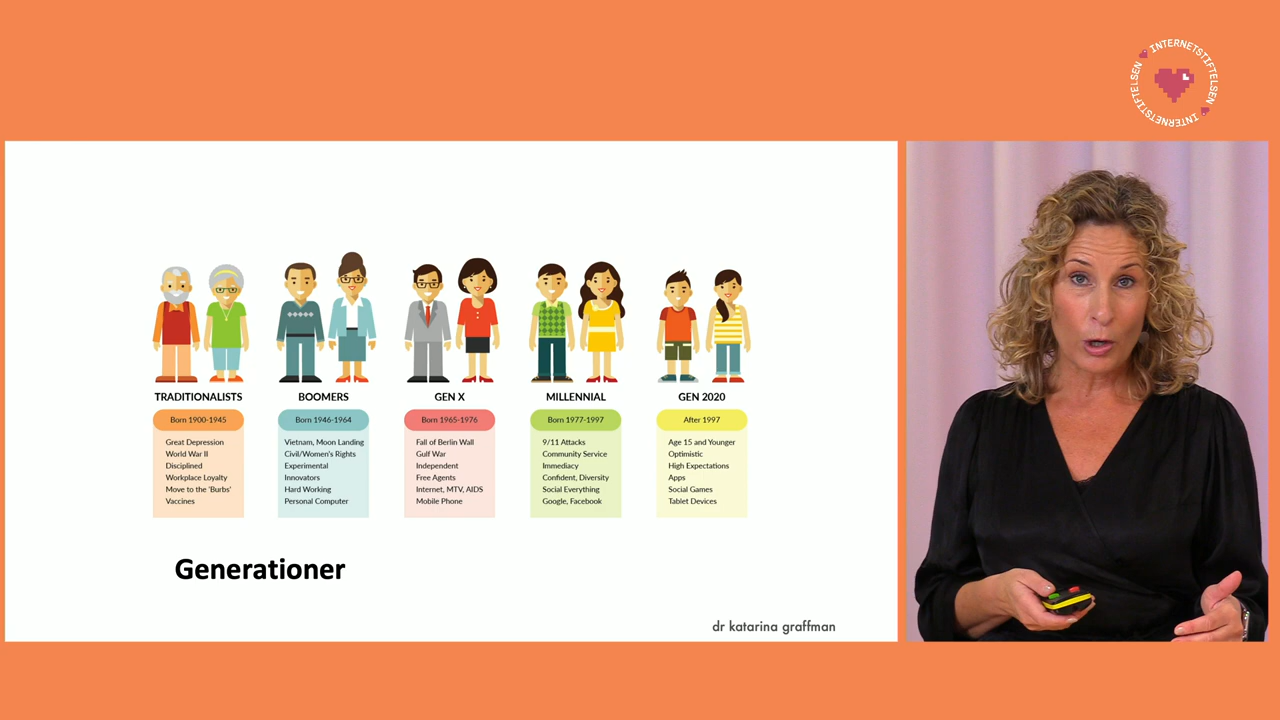 INTERNETSTIFTELSEN
INTERNETSTIFTELSEN
TRADITIONALISTS
Born 1900-1945
Great Depression
World War II
Disciplined
Workplace Loyalty
Move to the 'Burbs'
Vaccines
BOOMERS
Born 1946-1964
Vietnam, Moon Landing
Civil/Women's Rights
Experimental
Innovators
Hard Working
Personal Computer
GEN X
Born 1965-1976
Fall of Berlin Wall
Gulf War
Independent
Free Agents
Internet, MTV, AIDS
Mobile Phone
MILLENNIAL
Born 1977-1997
9/11 Attacks
Community Service
Immediacy
Confident, Diversity
Social Everything
Google, Facebook
GEN 2020
After 1997
Age 15 and Younger
Optimistic
High Expectations
Apps
Social Games
Tablet Devices
Generationer
dr katarina graffman